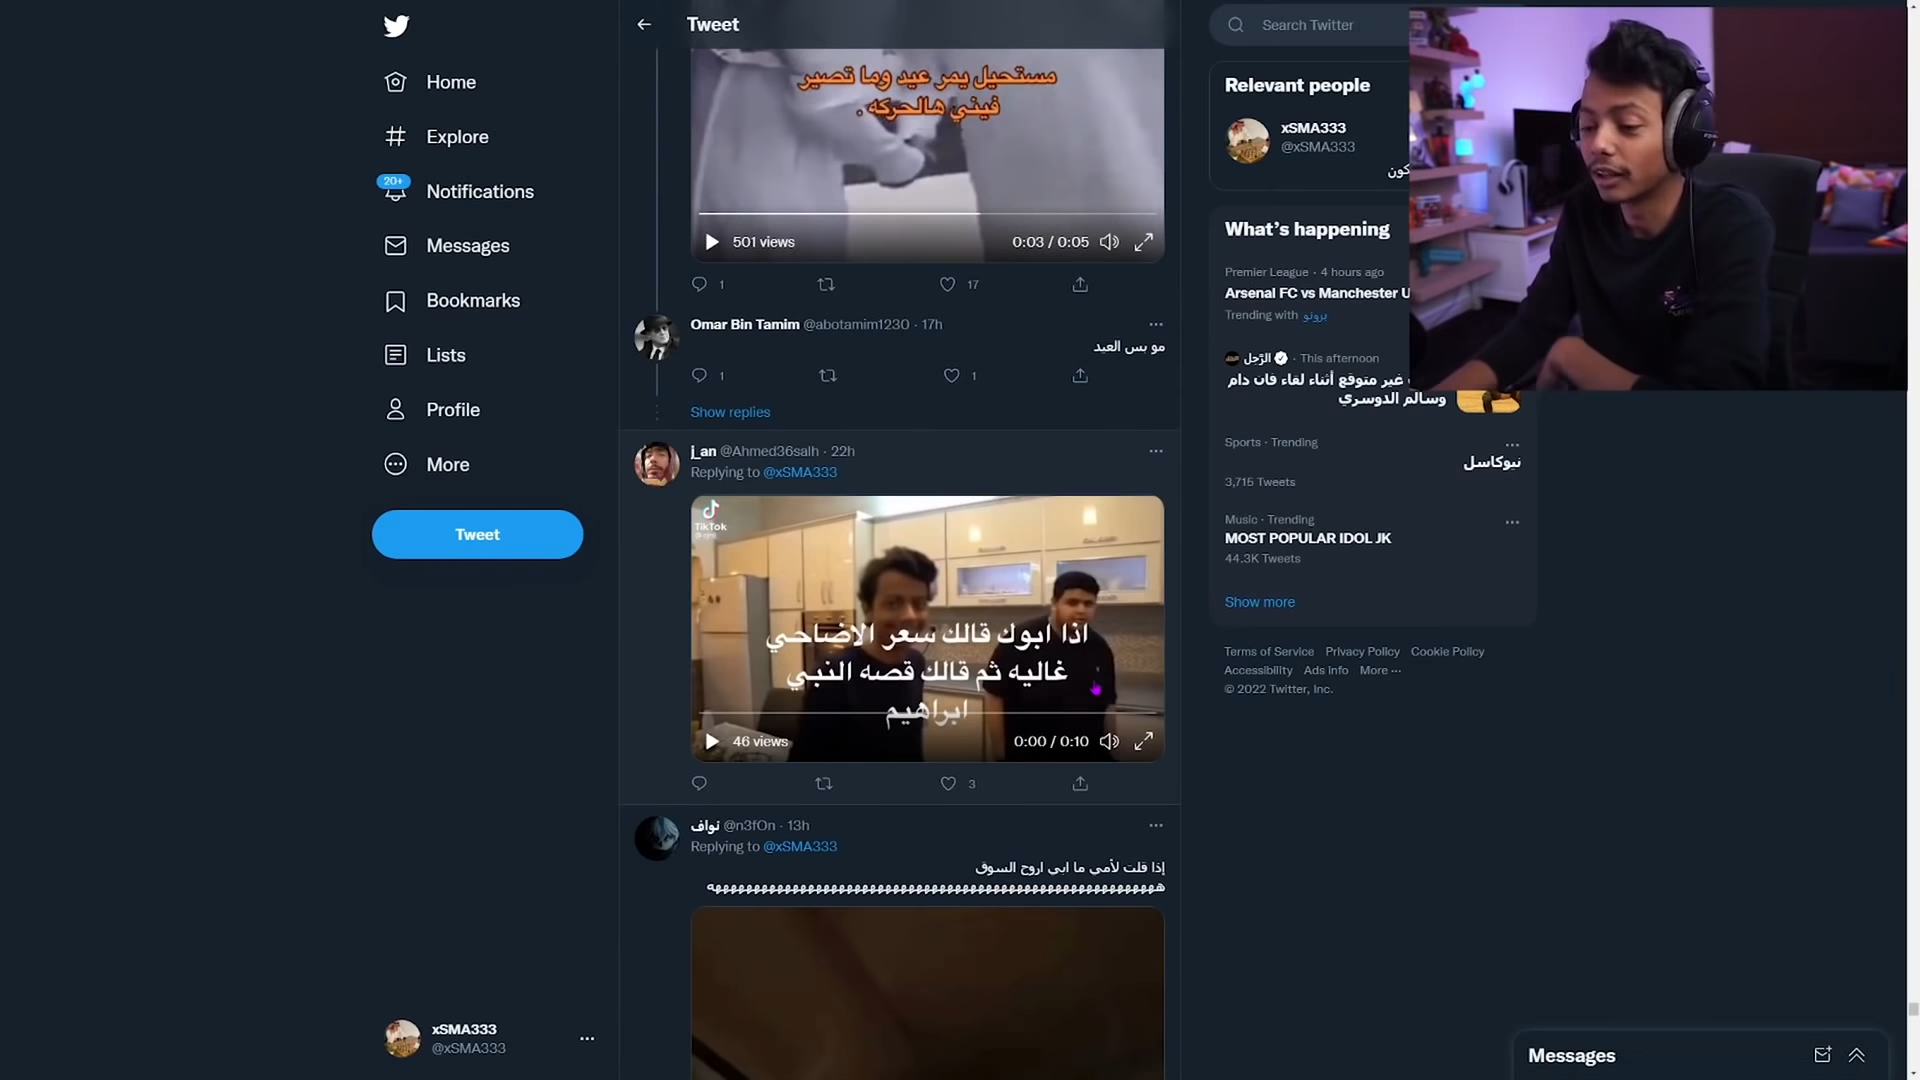 Tweet
Home
Explore
20+
Notifications
Messages
Bookmarks
Lists
Profile
More
Tweet
xSMA333
@xSMA333
مستحيل يمر عيد وما تصير
فيني هالحركه .
501 views
0:03 / 0:05
1
17
Omar Bin Tamim @abotamim1230 · 17h
مو بس العيد
1
1
Show replies
j_an @Ahmed36salh · 22h
Replying to @xSMA333
TikTok
اذا ابوك قالك سعر الاضاحي
غاليه ثم قالك قصه النبي
ابراهيم
46 views
0:00 / 0:10
3
نواف @n3fOn · 13h
Replying to @xSMA333
إذا قلت لأمي ما ابي اروح السوق
Search Twitter
Relevant people
xSMA333
@xSMA333
كون
What's happening
Premier League · 4 hours ago
Arsenal FC vs Manchester U
Trending with برونو
الرّجل · This afternoon
غير متوقع أثناء لقاء فان دام
وسالم الدوسري
Sports · Trending
نيوكاسل
3,715 Tweets
Music · Trending
MOST POPULAR IDOL JK
44.3K Tweets
Show more
Terms of Service Privacy Policy Cookie Policy
Accessibility Ads info More ···
© 2022 Twitter, Inc.
Messages